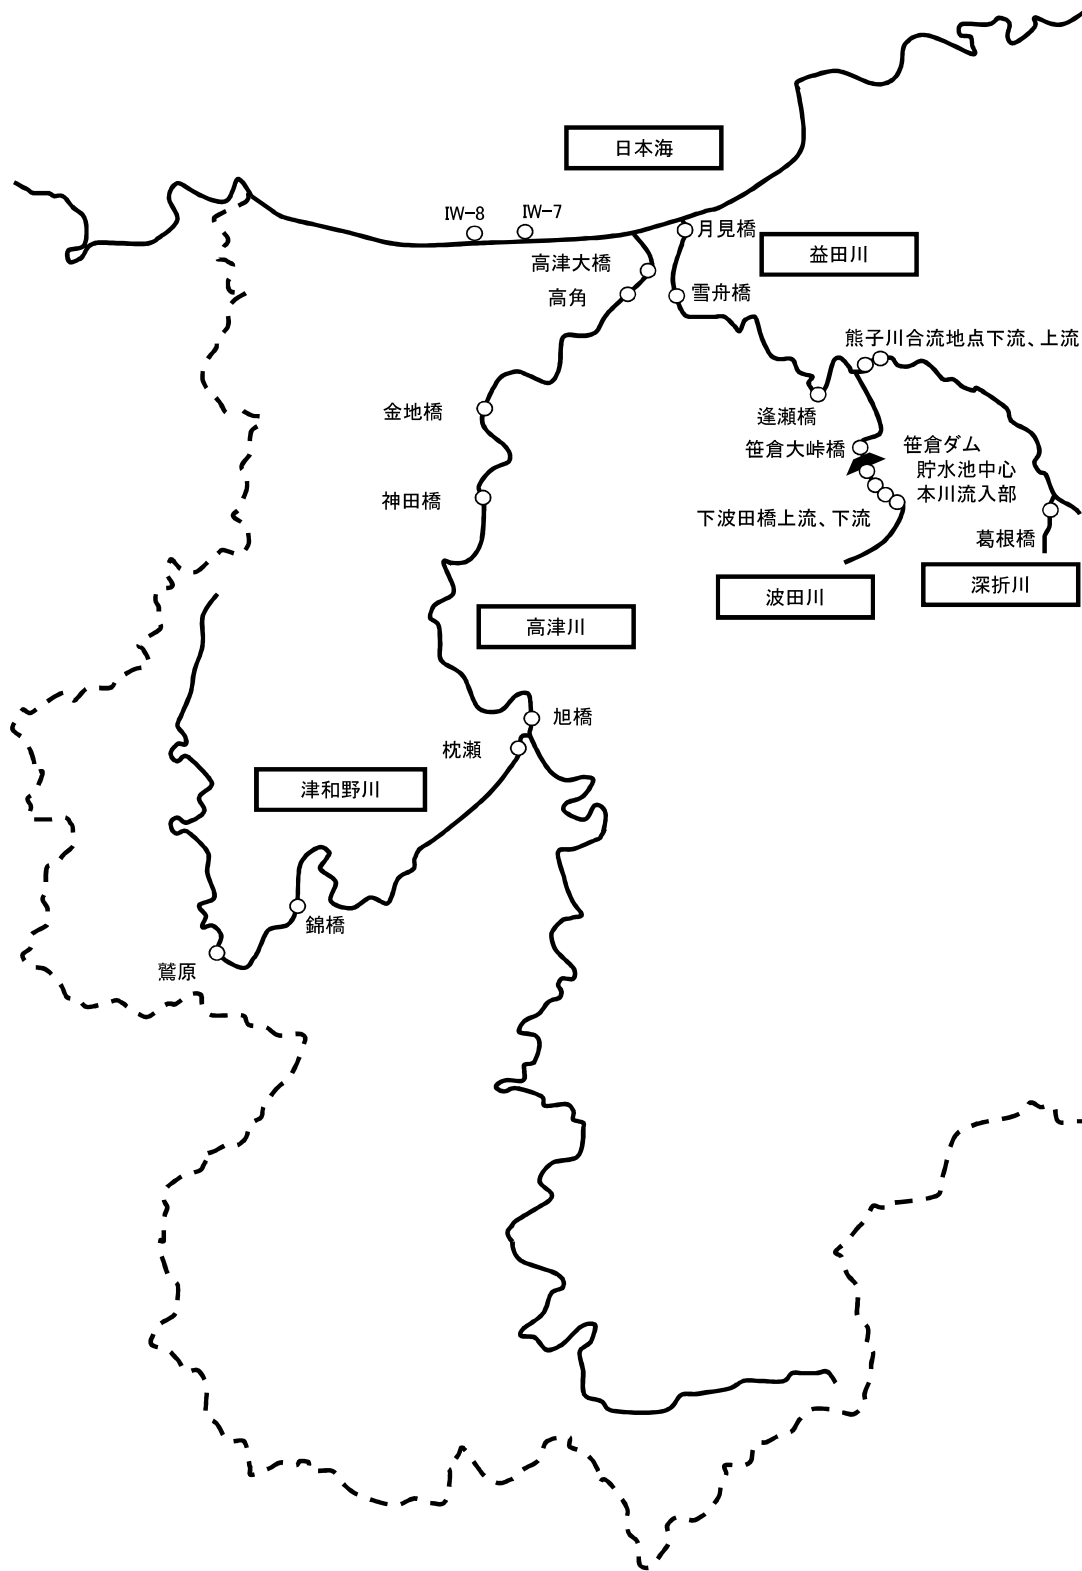 日本海
IW-8
IW-7
月見橋
益田川
高津大橋
高角
雪舟橋
熊子川合流地点下流、上流
金地橋
逢瀬橋
笹倉大峠橋
笹倉ダム
貯水池中心
本川流入部
神田橋
下波田橋上流、下流
葛根橋
波田川
深折川
高津川
旭橋
枕瀬
津和野川
錦橋
鷲原